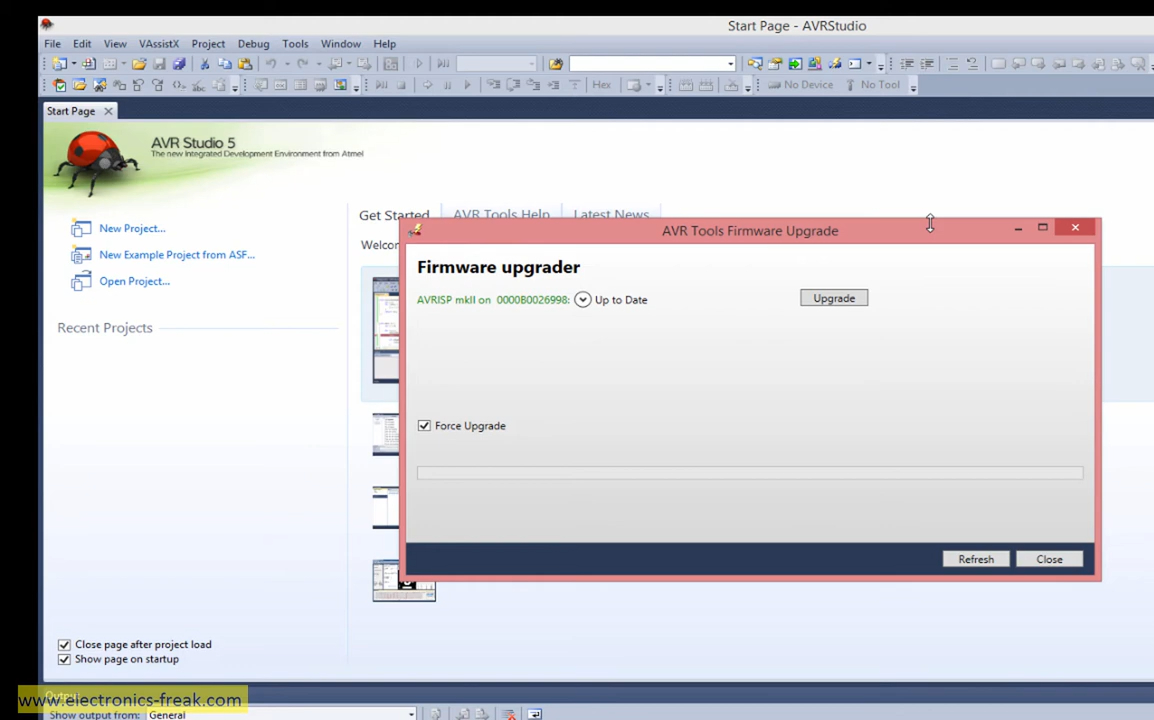 Start Page - AVRStudio
File Edit View VAssistX Project Debug Tools Window Help
Hex No Device No Tool
Start Page
AVR Studio 5
The new Integrated Development Environment from Atmel
New Project...
New Example Project from ASF...
Open Project...
Recent Projects
Get Started AVR Tools Help Latest News
Welcom
AVR Tools Firmware Upgrade
Firmware upgrader
AVRISP mkII on 0000B0026998: Up to Date Upgrade
Force Upgrade
Refresh Close
Close page after project load
Show page on startup
Output
www.electronics-freak.com
Show output from: General